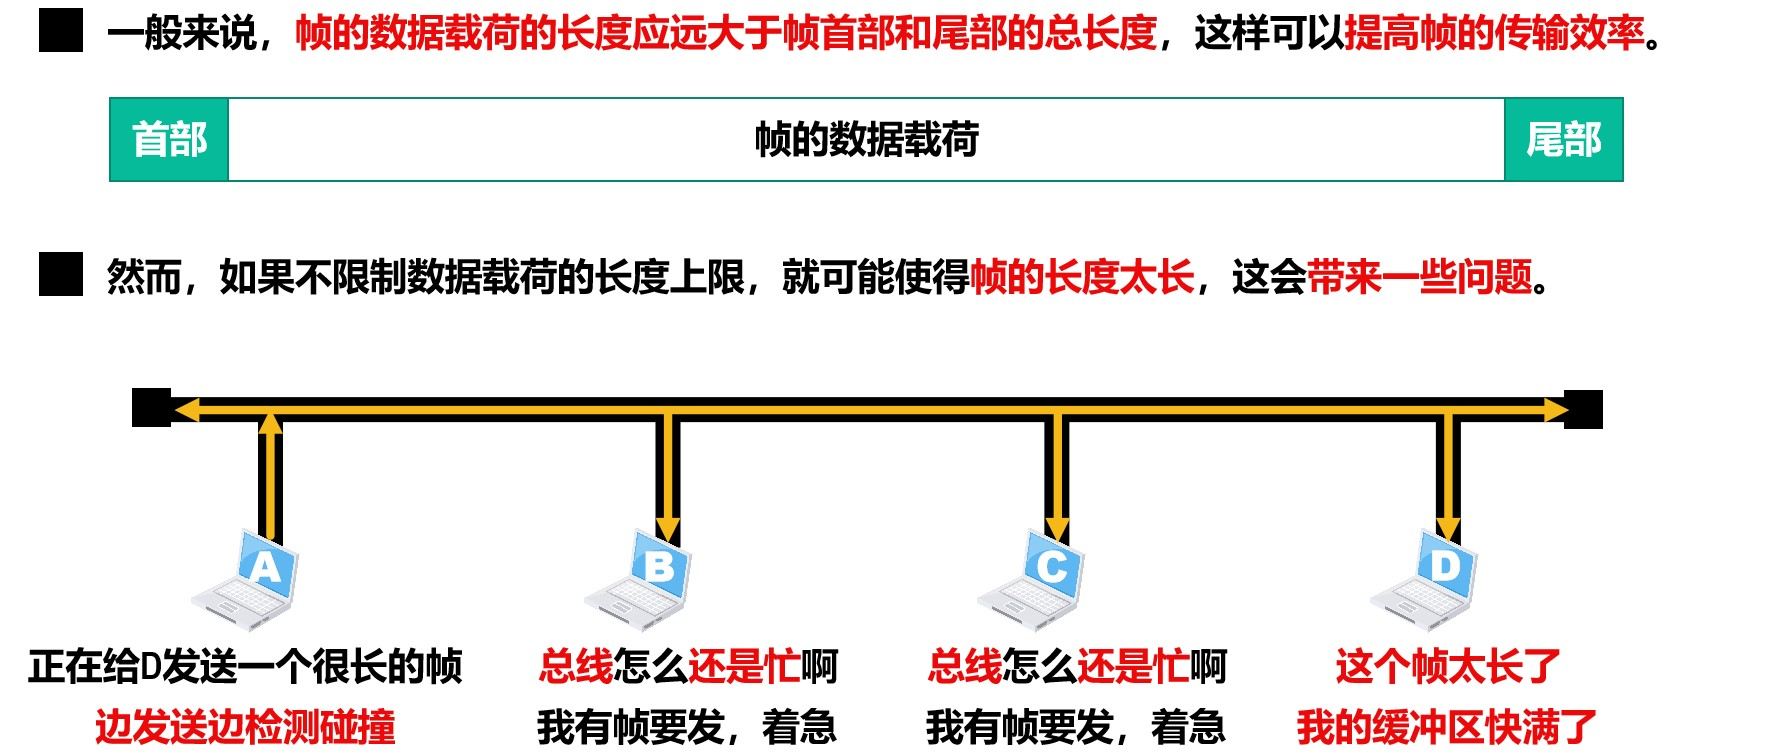 一般来说，帧的数据载荷的长度应远大于帧首部和尾部的总长度，这样可以提高帧的传输效率。
首部 帧的数据载荷 尾部
然而，如果不限制数据载荷的长度上限，就可能使得帧的长度太长，这会带来一些问题。
A B C D
正在给D发送一个很长的帧 总线怎么还是忙啊 总线怎么还是忙啊 这个帧太长了
边发送边检测碰撞 我有帧要发，着急 我有帧要发，着急 我的缓冲区快满了